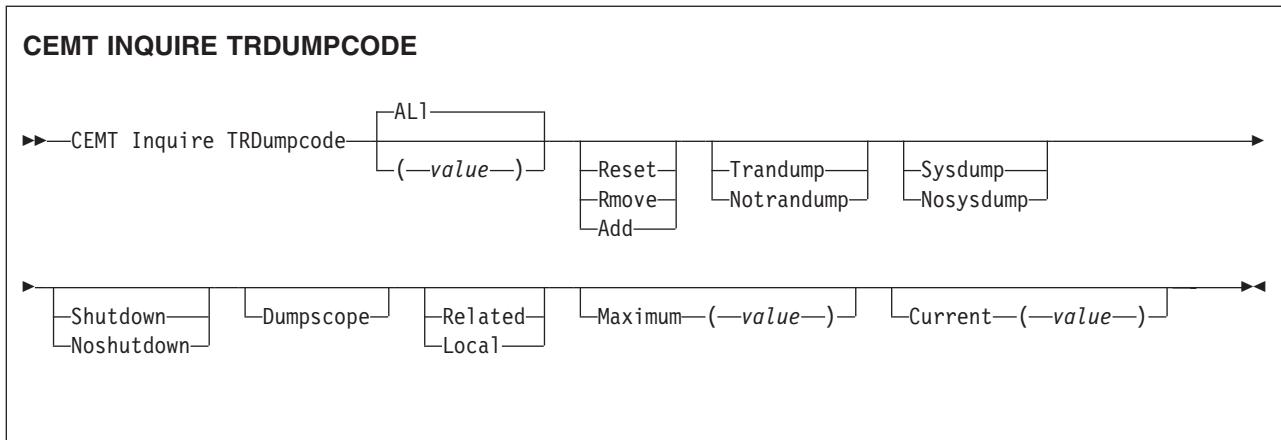 CEMT INQUIRE TRDUMPCODE
ALl
CEMT Inquire TRDumpcode
( value )
Reset
Rmove
Add
Trandump
Notrandump
Sysdump
Nosysdump
Shutdown
Noshutdown
Dumpscope
Related
Local
Maximum ( value )
Current ( value )